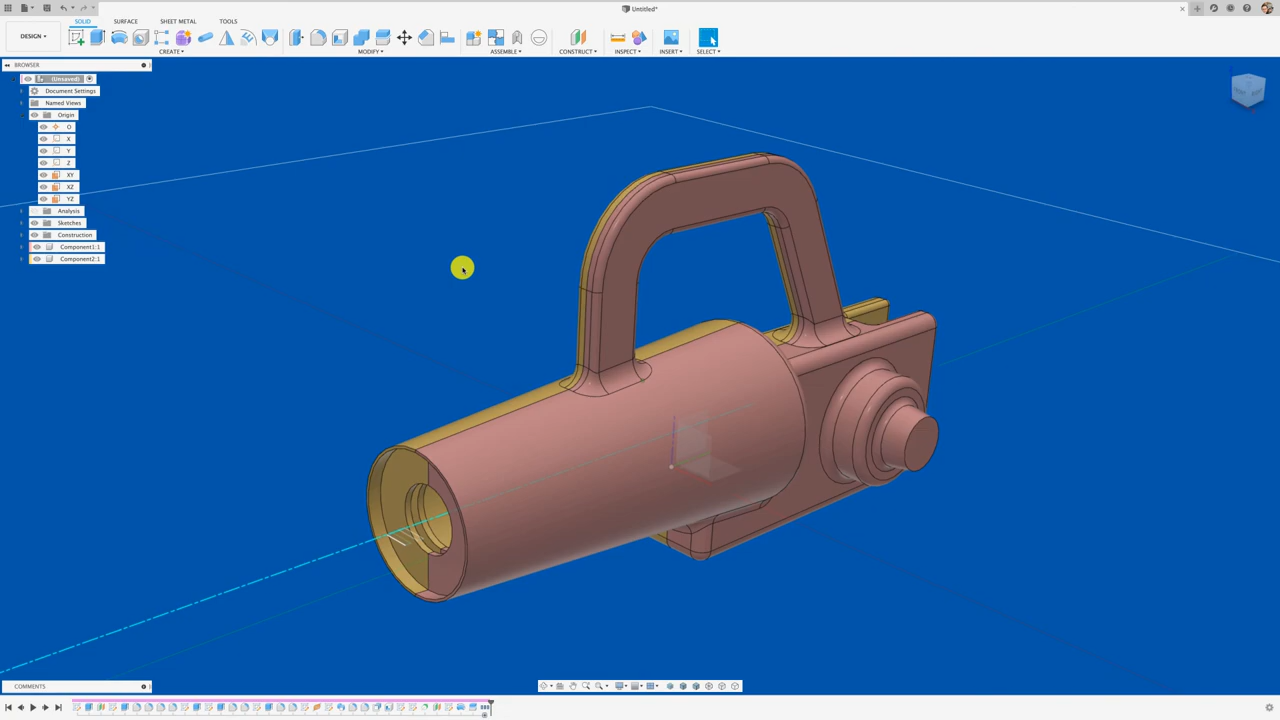 Untitled*
SOLID
SURFACE
SHEET METAL
TOOLS
DESIGN
CREATE
MODIFY
ASSEMBLE
CONSTRUCT
INSPECT
INSERT
SELECT
BROWSER
(Unsaved)
Document Settings
Named Views
Origin
O
X
Y
Z
XY
XZ
YZ
Analysis
Sketches
Construction
Component1:1
Component2:1
COMMENTS